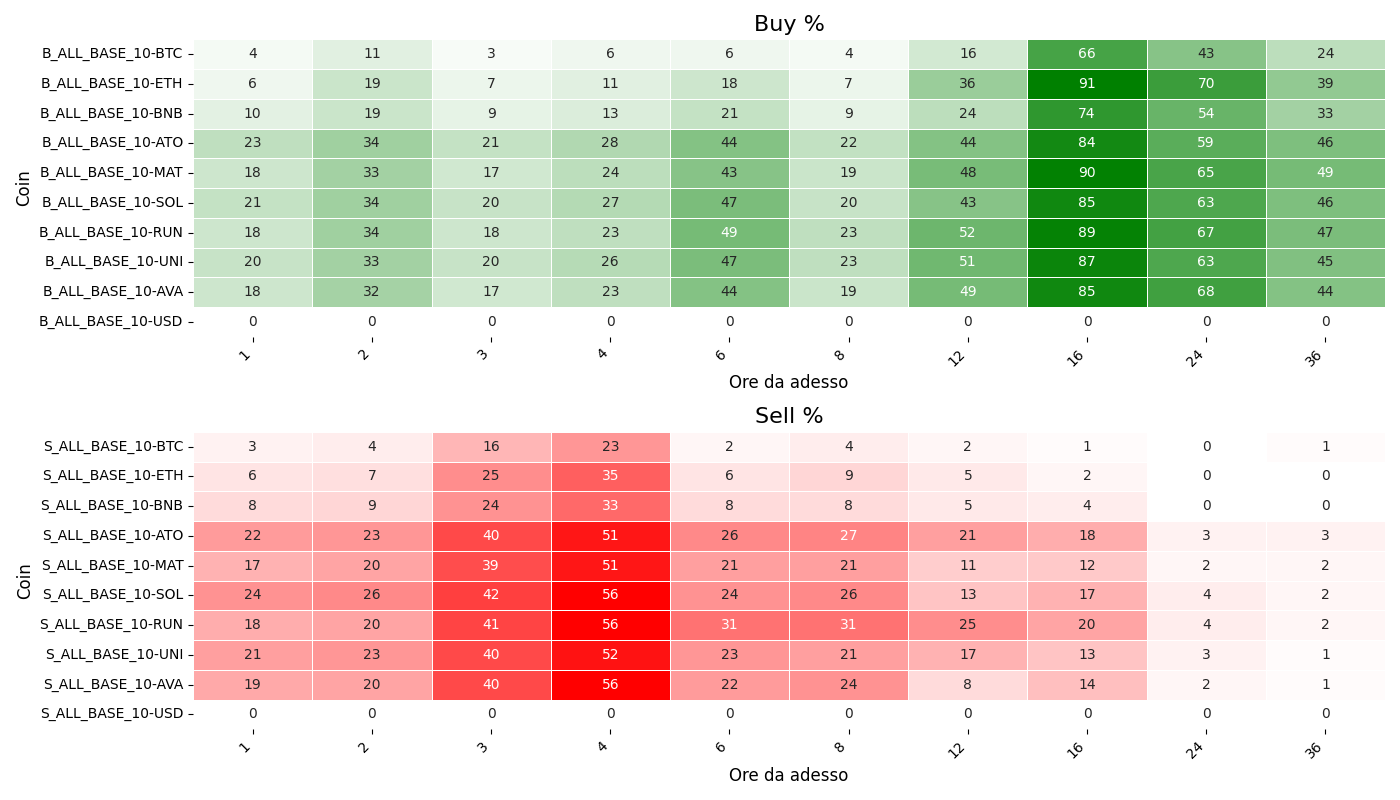 Buy %
Coin
B_ALL_BASE_10-BTC 4 11 3 6 6 4 16 66 43 24
B_ALL_BASE_10-ETH 6 19 7 11 18 7 36 91 70 39
B_ALL_BASE_10-BNB 10 19 9 13 21 9 24 74 54 33
B_ALL_BASE_10-ATO 23 34 21 28 44 22 44 84 59 46
B_ALL_BASE_10-MAT 18 33 17 24 43 19 48 90 65 49
B_ALL_BASE_10-SOL 21 34 20 27 47 20 43 85 63 46
B_ALL_BASE_10-RUN 18 34 18 23 49 23 52 89 67 47
B_ALL_BASE_10-UNI 20 33 20 26 47 23 51 87 63 45
B_ALL_BASE_10-AVA 18 32 17 23 44 19 49 85 68 44
B_ALL_BASE_10-USD 0 0 0 0 0 0 0 0 0 0
1 2 3 4 6 8 12 16 24 36
Ore da adesso
Sell %
Coin
S_ALL_BASE_10-BTC 3 4 16 23 2 4 2 1 0 1
S_ALL_BASE_10-ETH 6 7 25 35 6 9 5 2 0 0
S_ALL_BASE_10-BNB 8 9 24 33 8 8 5 4 0 0
S_ALL_BASE_10-ATO 22 23 40 51 26 27 21 18 3 3
S_ALL_BASE_10-MAT 17 20 39 51 21 21 11 12 2 2
S_ALL_BASE_10-SOL 24 26 42 56 24 26 13 17 4 2
S_ALL_BASE_10-RUN 18 20 41 56 31 31 25 20 4 2
S_ALL_BASE_10-UNI 21 23 40 52 23 21 17 13 3 1
S_ALL_BASE_10-AVA 19 20 40 56 22 24 8 14 2 1
S_ALL_BASE_10-USD 0 0 0 0 0 0 0 0 0 0
1 2 3 4 6 8 12 16 24 36
Ore da adesso